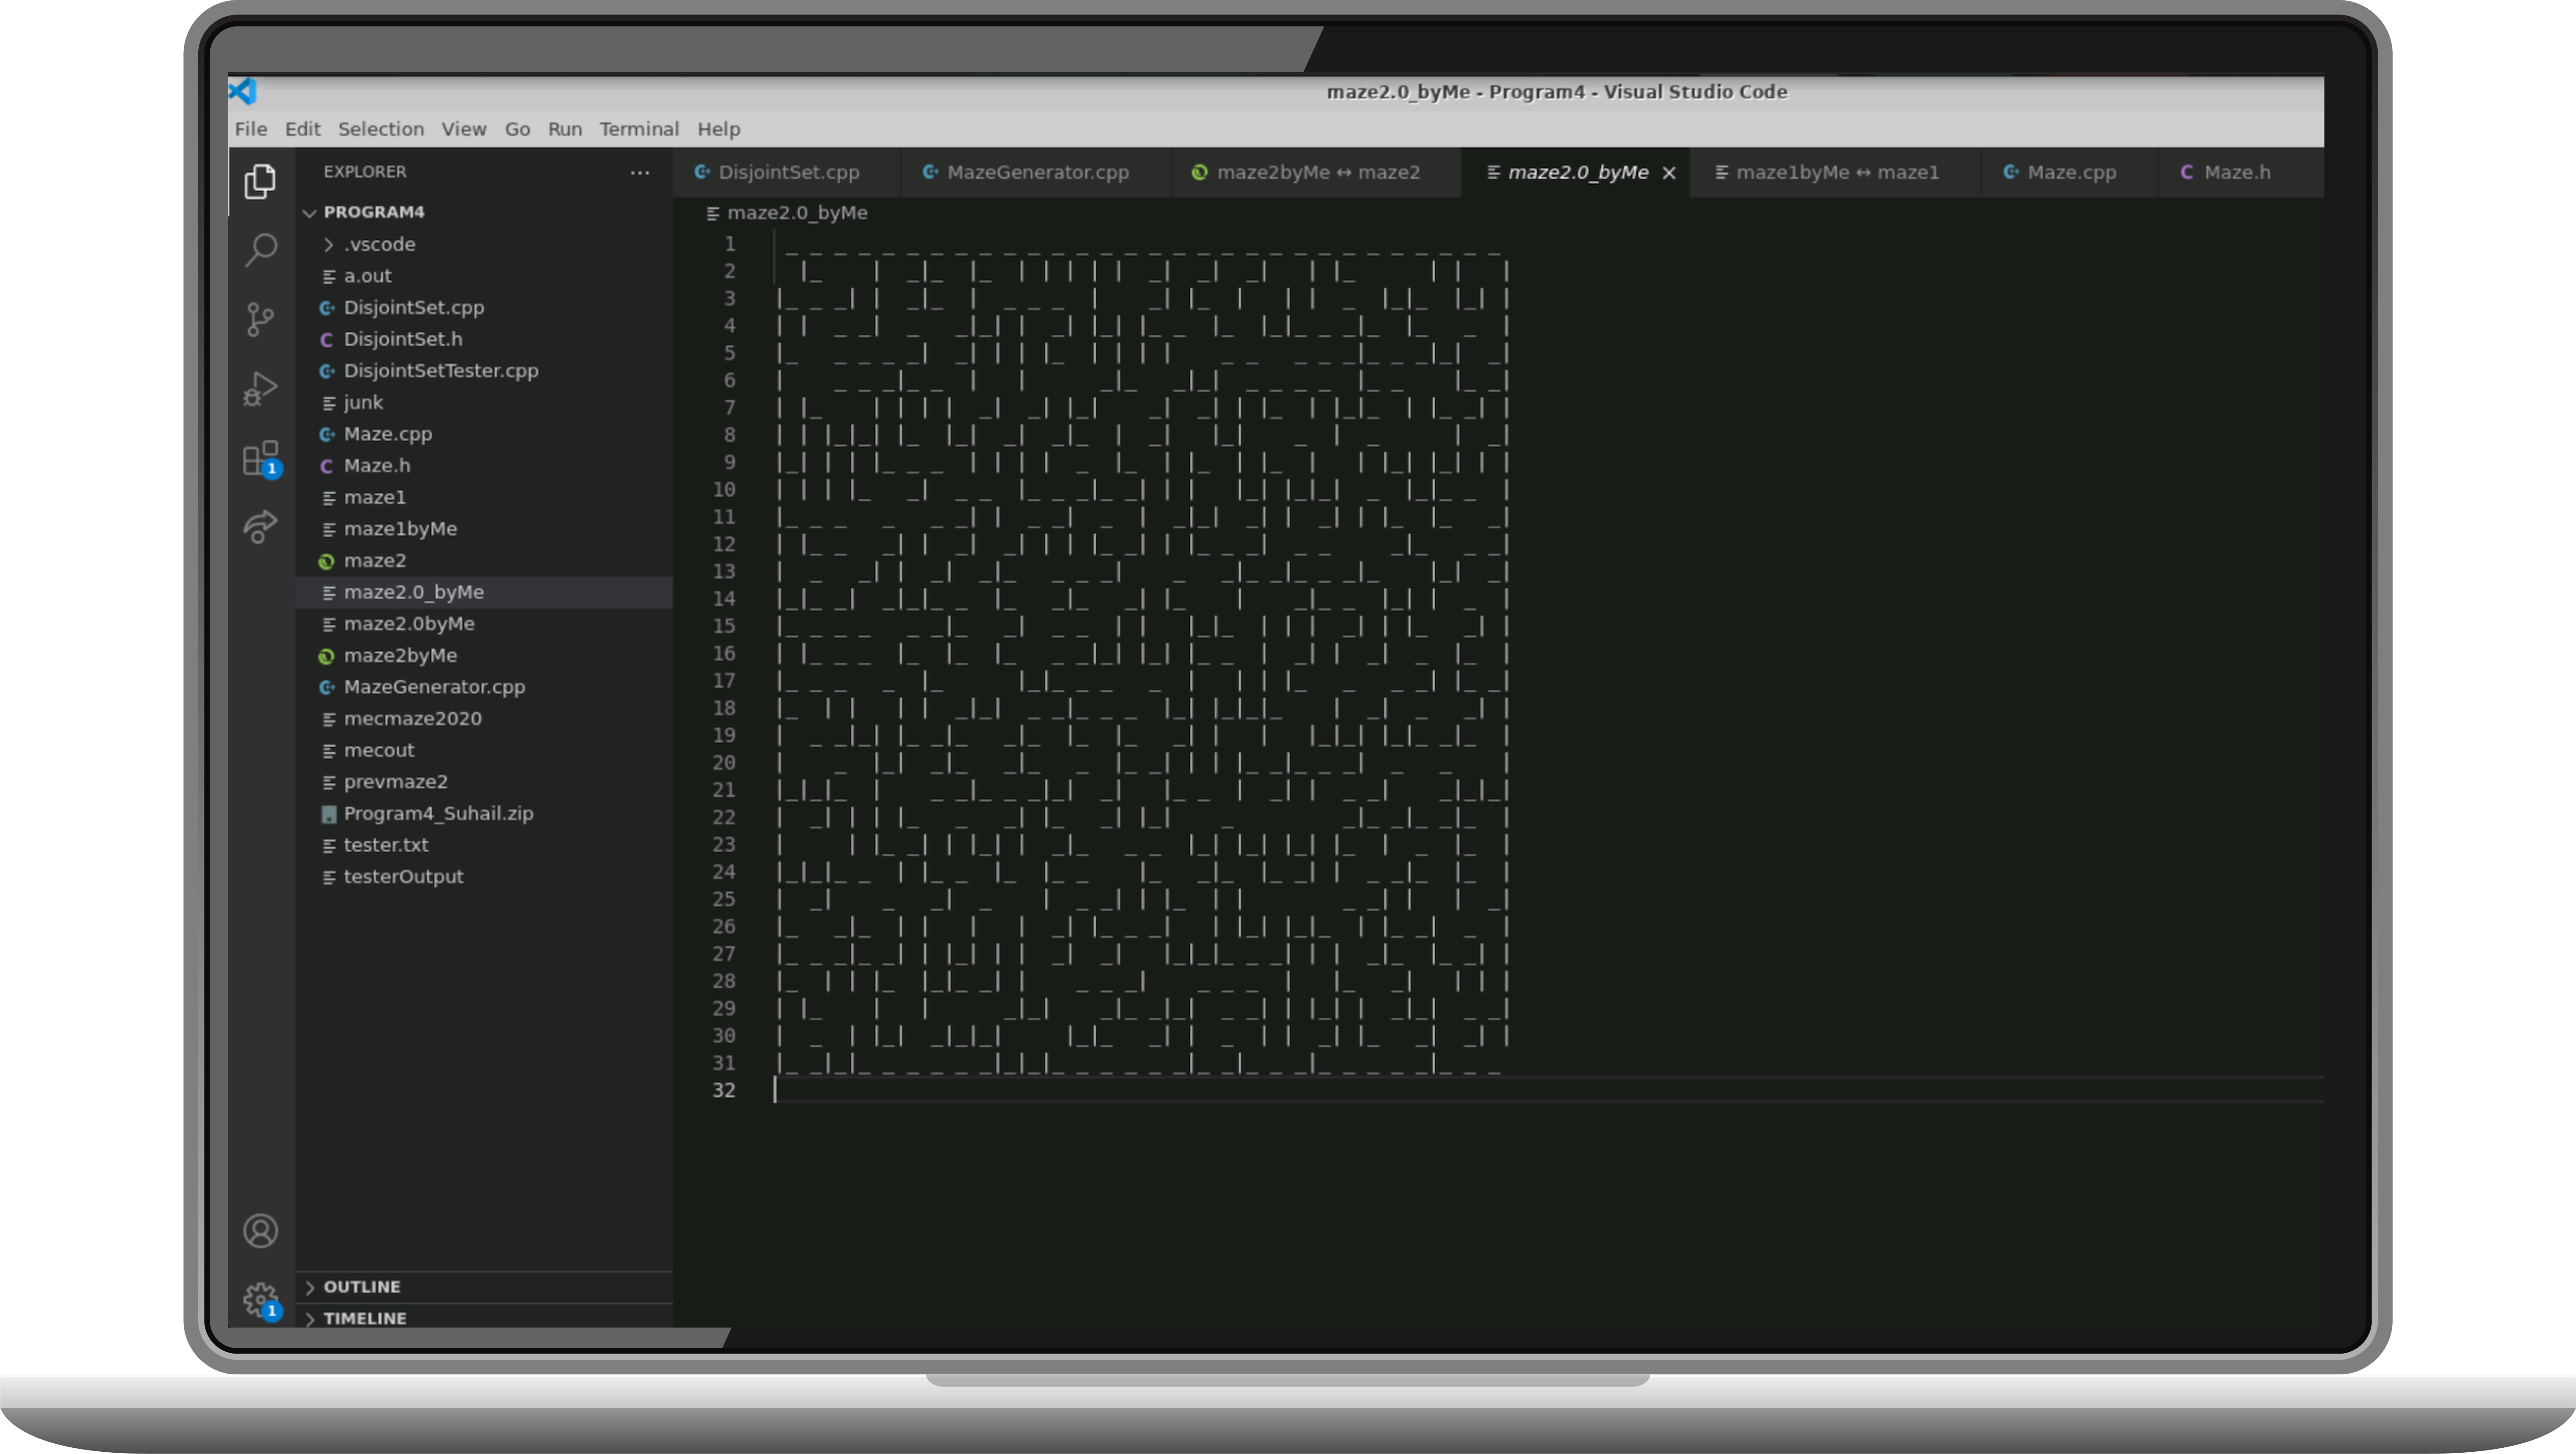 maze2.0_byMe - Program4 - Visual Studio Code
File Edit Selection View Go Run Terminal Help
EXPLORER
PROGRAM4
.vscode
a.out
DisjointSet.cpp
DisjointSet.h
DisjointSetTester.cpp
junk
Maze.cpp
Maze.h
maze1
maze1byMe
maze2
maze2.0_byMe
maze2.0byMe
maze2byMe
MazeGenerator.cpp
mecmaze2020
mecout
prevmaze2
Program4_Suhail.zip
tester.txt
testerOutput
OUTLINE
TIMELINE
1
1
DisjointSet.cpp MazeGenerator.cpp maze2byMe ↔ maze2 maze2.0_byMe maze1byMe ↔ maze1 Maze.cpp Maze.h
maze2.0_byMe
1
2
3
4
5
6
7
8
9
10
11
12
13
14
15
16
17
18
19
20
21
22
23
24
25
26
27
28
29
30
31
32